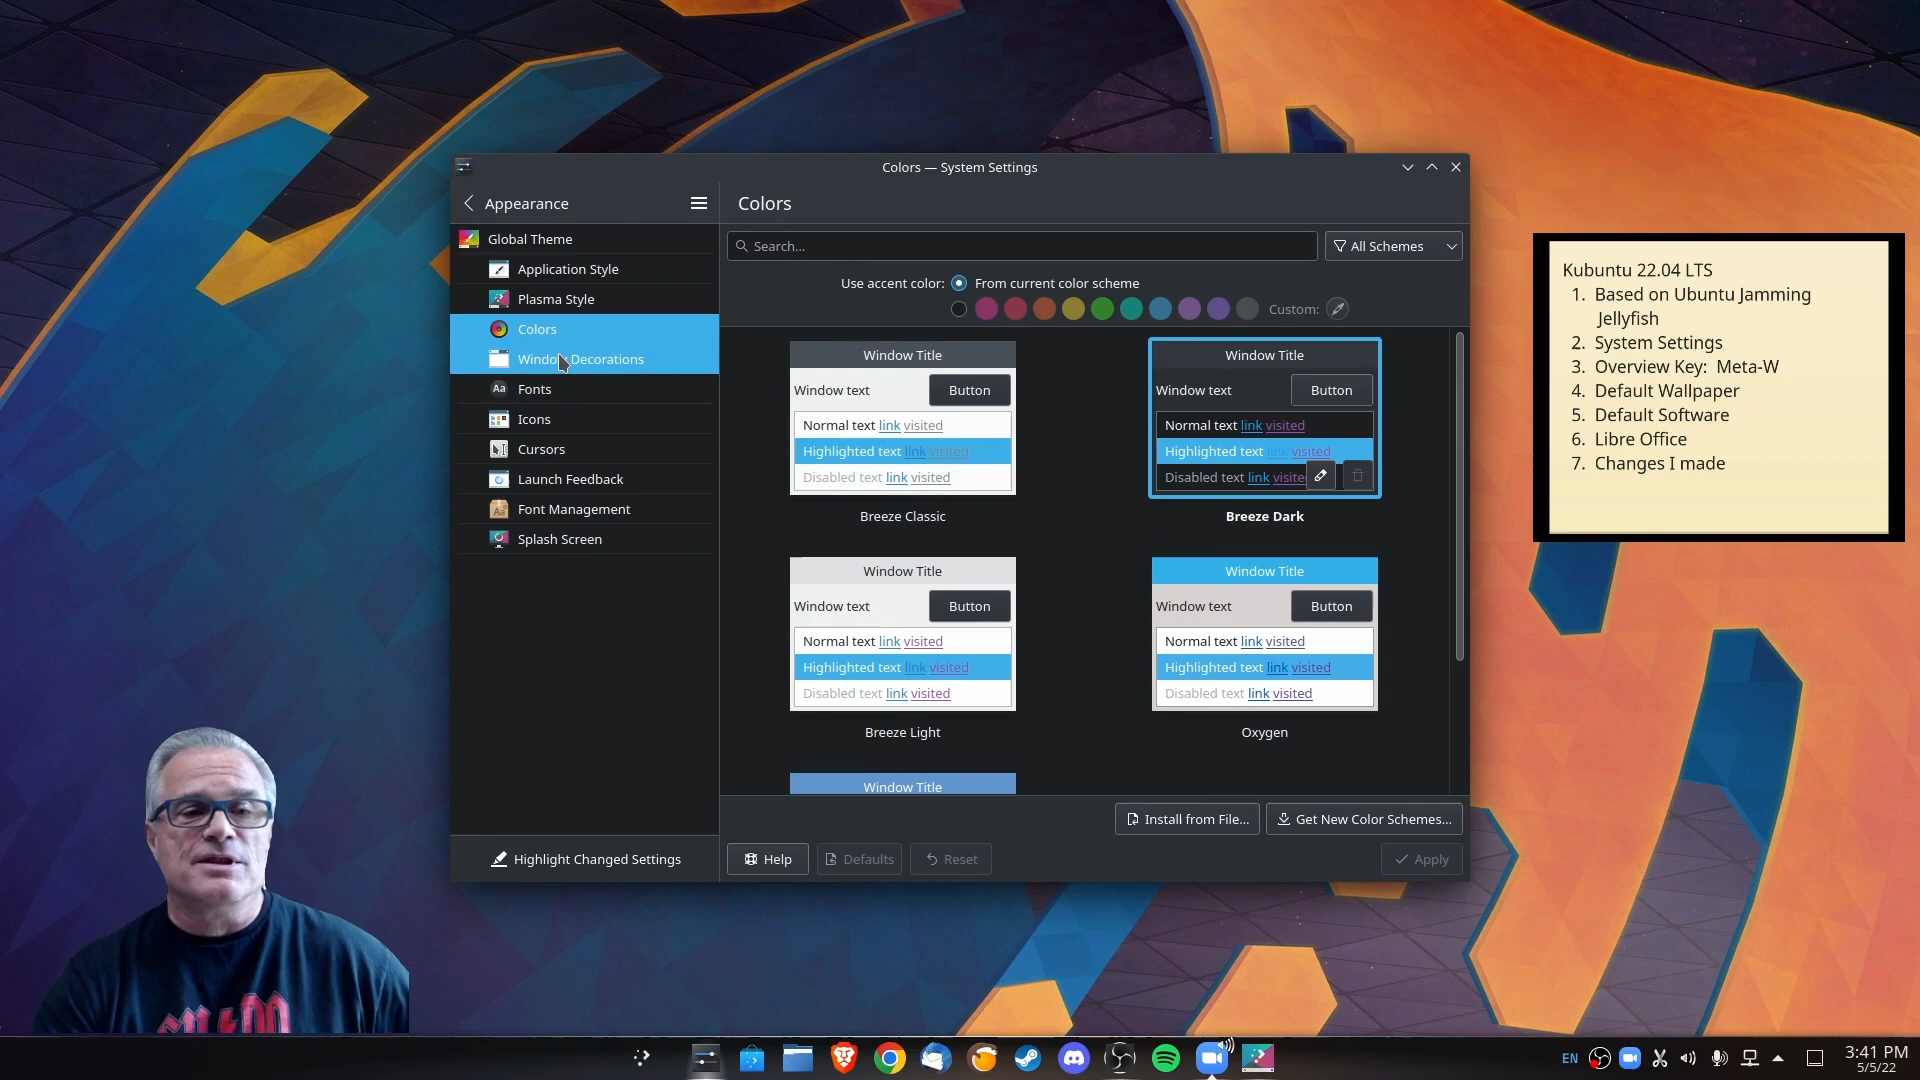 Colors — System Settings
Appearance
Colors
Global Theme
Application Style
Plasma Style
Colors
Window Decorations
Fonts
Icons
Cursors
Launch Feedback
Font Management
Splash Screen
Highlight Changed Settings
Search...
All Schemes
Use accent color:
From current color scheme
Custom:
Window Title
Window text
Button
Normal text link visited
Highlighted text link visited
Disabled text link visited
Breeze Classic
Window Title
Window text
Button
Normal text link visited
Highlighted text link visited
Disabled text link visite
Breeze Dark
Window Title
Window text
Button
Normal text link visited
Highlighted text link visited
Disabled text link visited
Breeze Light
Window Title
Window text
Button
Normal text link visited
Highlighted text link visited
Disabled text link visited
Oxygen
Window Title
Install from File...
Get New Color Schemes...
Help
Defaults
Reset
Apply
Kubuntu 22.04 LTS
1. Based on Ubuntu Jamming
Jellyfish
2. System Settings
3. Overview Key: Meta-W
4. Default Wallpaper
5. Default Software
6. Libre Office
7. Changes I made
EN
3:41 PM
5/5/22